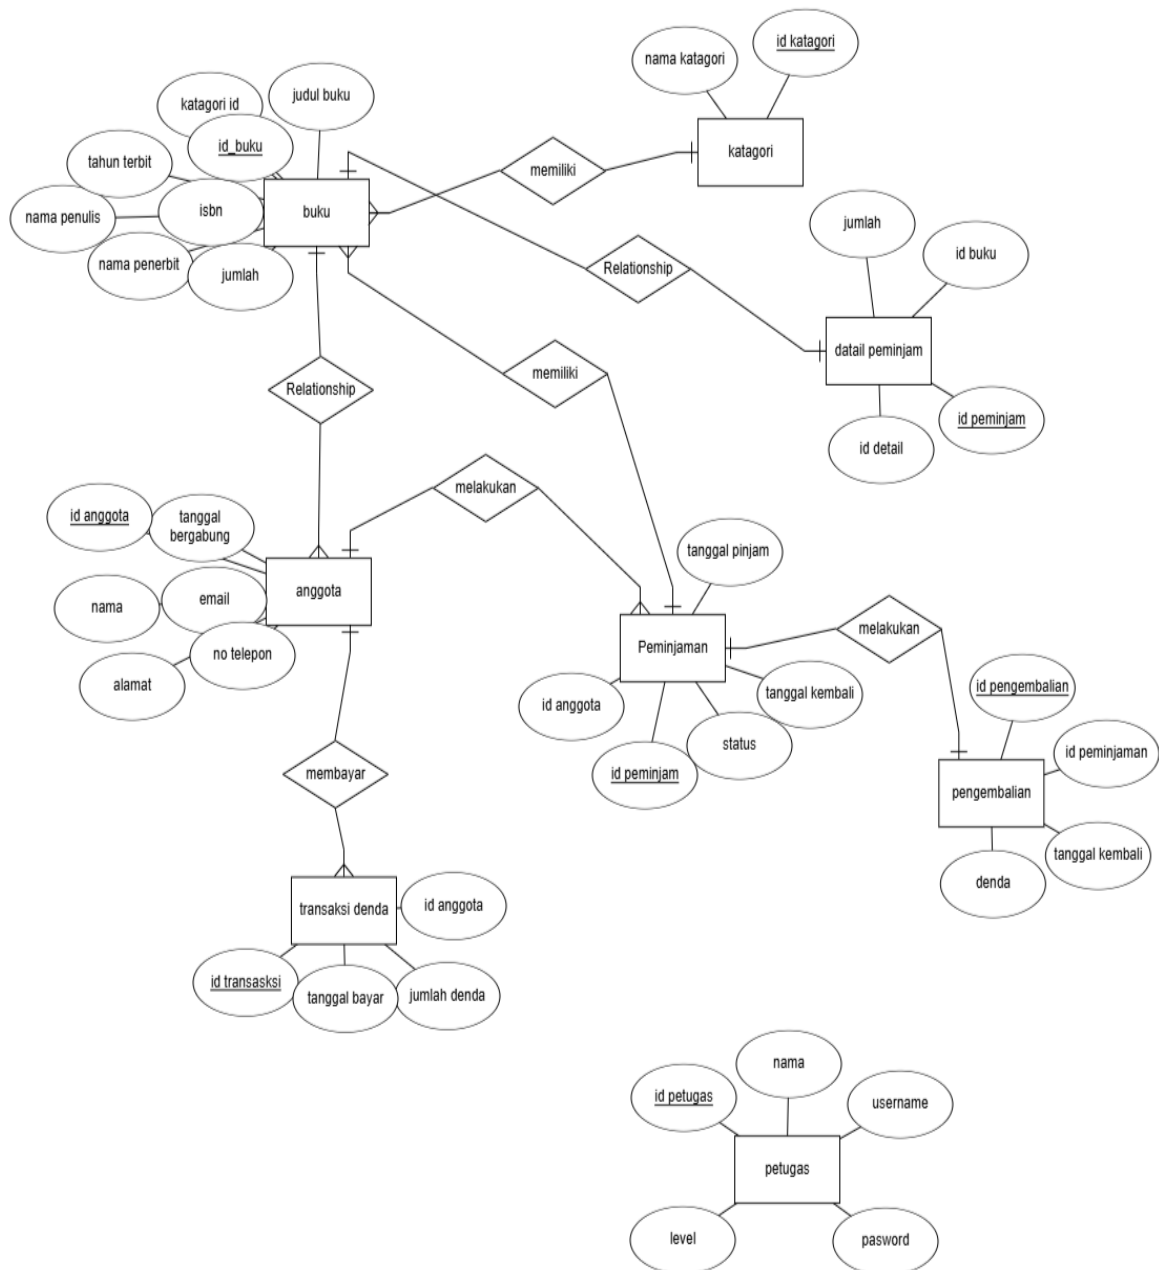 id katagori
nama katagori
judul buku
katagori id
id_buku
katagori
tahun terbit
memiliki
isbn
buku
nama penulis
jumlah
id buku
nama penerbit
jumlah
Relationship
datail peminjam
memiliki
Relationship
id peminjam
id detail
melakukan
id anggota
tanggal
bergabung
tanggal pinjam
anggota
email
nama
melakukan
Peminjaman
no telepon
alamat
id pengembalian
tanggal kembali
id anggota
status
id peminjaman
membayar
id peminjam
pengembalian
tanggal kembali
denda
id anggota
transaksi denda
id transasksi
tanggal bayar
jumlah denda
nama
id petugas
username
petugas
level
pasword